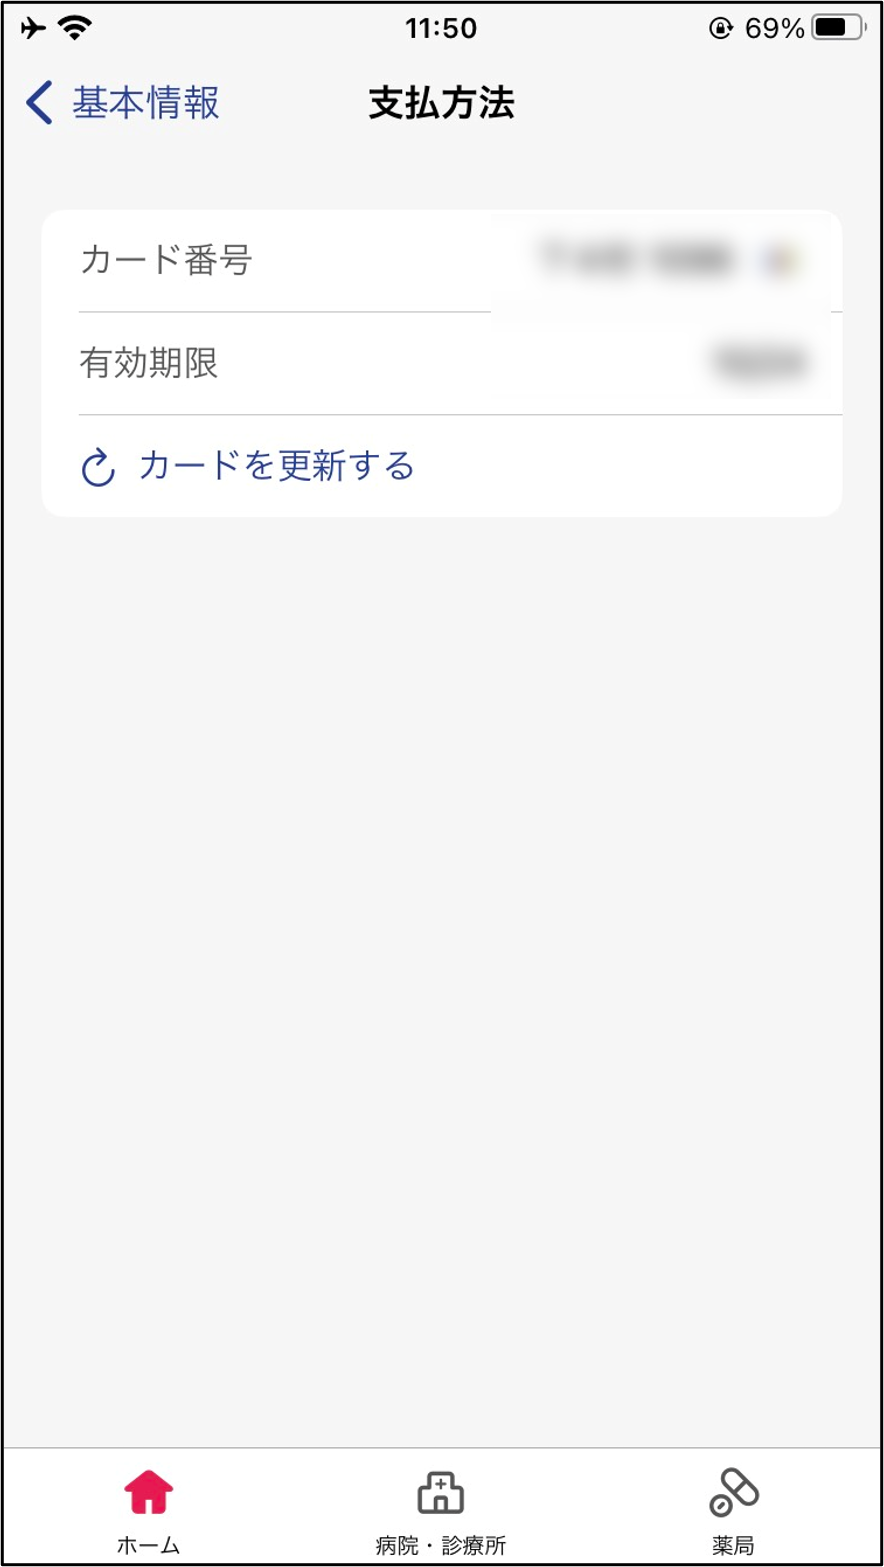 11:50
69%
基本情報
支払方法
カード番号
有効期限
カードを更新する
ホーム
病院・診療所
薬局